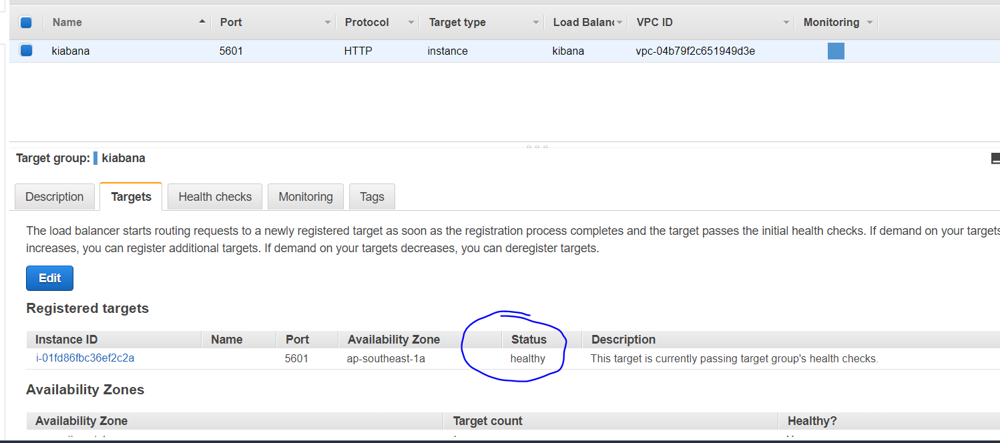 Name Port Protocol Target type Load Balanc VPC ID Monitoring
kiabana 5601 HTTP instance kibana vpc-04b79f2c651949d3e
Target group: kiabana
Description Targets Health checks Monitoring Tags
The load balancer starts routing requests to a newly registered target as soon as the registration process completes and the target passes the initial health checks. If demand on your targets
increases, you can register additional targets. If demand on your targets decreases, you can deregister targets.
Edit
Registered targets
Instance ID Name Port Availability Zone Status Description
i-01fd86fbc36ef2c2a 5601 ap-southeast-1a healthy This target is currently passing target group's health checks.
Availability Zones
Availability Zone Target count Healthy?